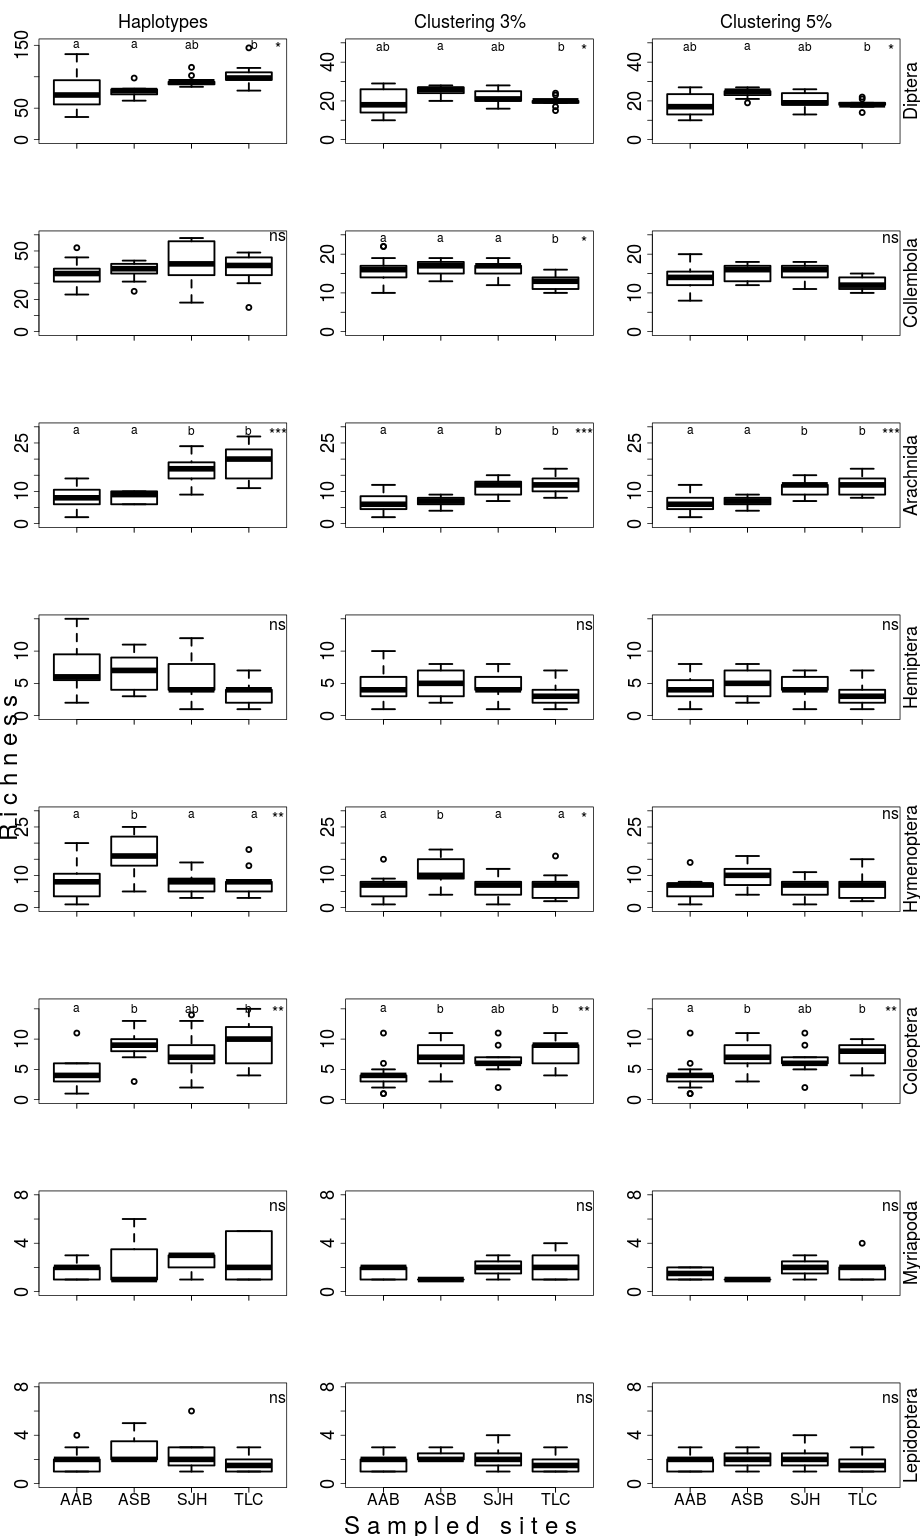 Haplotypes Clustering 3% Clustering 5%
a a ab b * ab a ab b * ab a ab b *
0 50 150 0 20 40 0 20 40 Diptera
ns a a a b * ns
0 20 50 0 10 20 0 10 20 Collembola
a a b b *** a a b b *** a a b b ***
0 10 25 0 10 25 0 10 25 Arachnida
ns ns ns
0 5 10 0 5 10 0 5 10 Hemiptera
Richness
a b a a ** a b a a * ns
0 10 25 0 10 25 0 10 25 Hymenoptera
a b ab b ** a b ab b ** a b ab b **
0 5 10 0 5 10 0 5 10 Coleoptera
ns ns ns
0 4 8 0 4 8 0 4 8 Myriapoda
ns ns ns
0 4 8 0 4 8 0 4 8 Lepidoptera
AAB ASB SJH TLC AAB ASB SJH TLC AAB ASB SJH TLC
Sampled sites